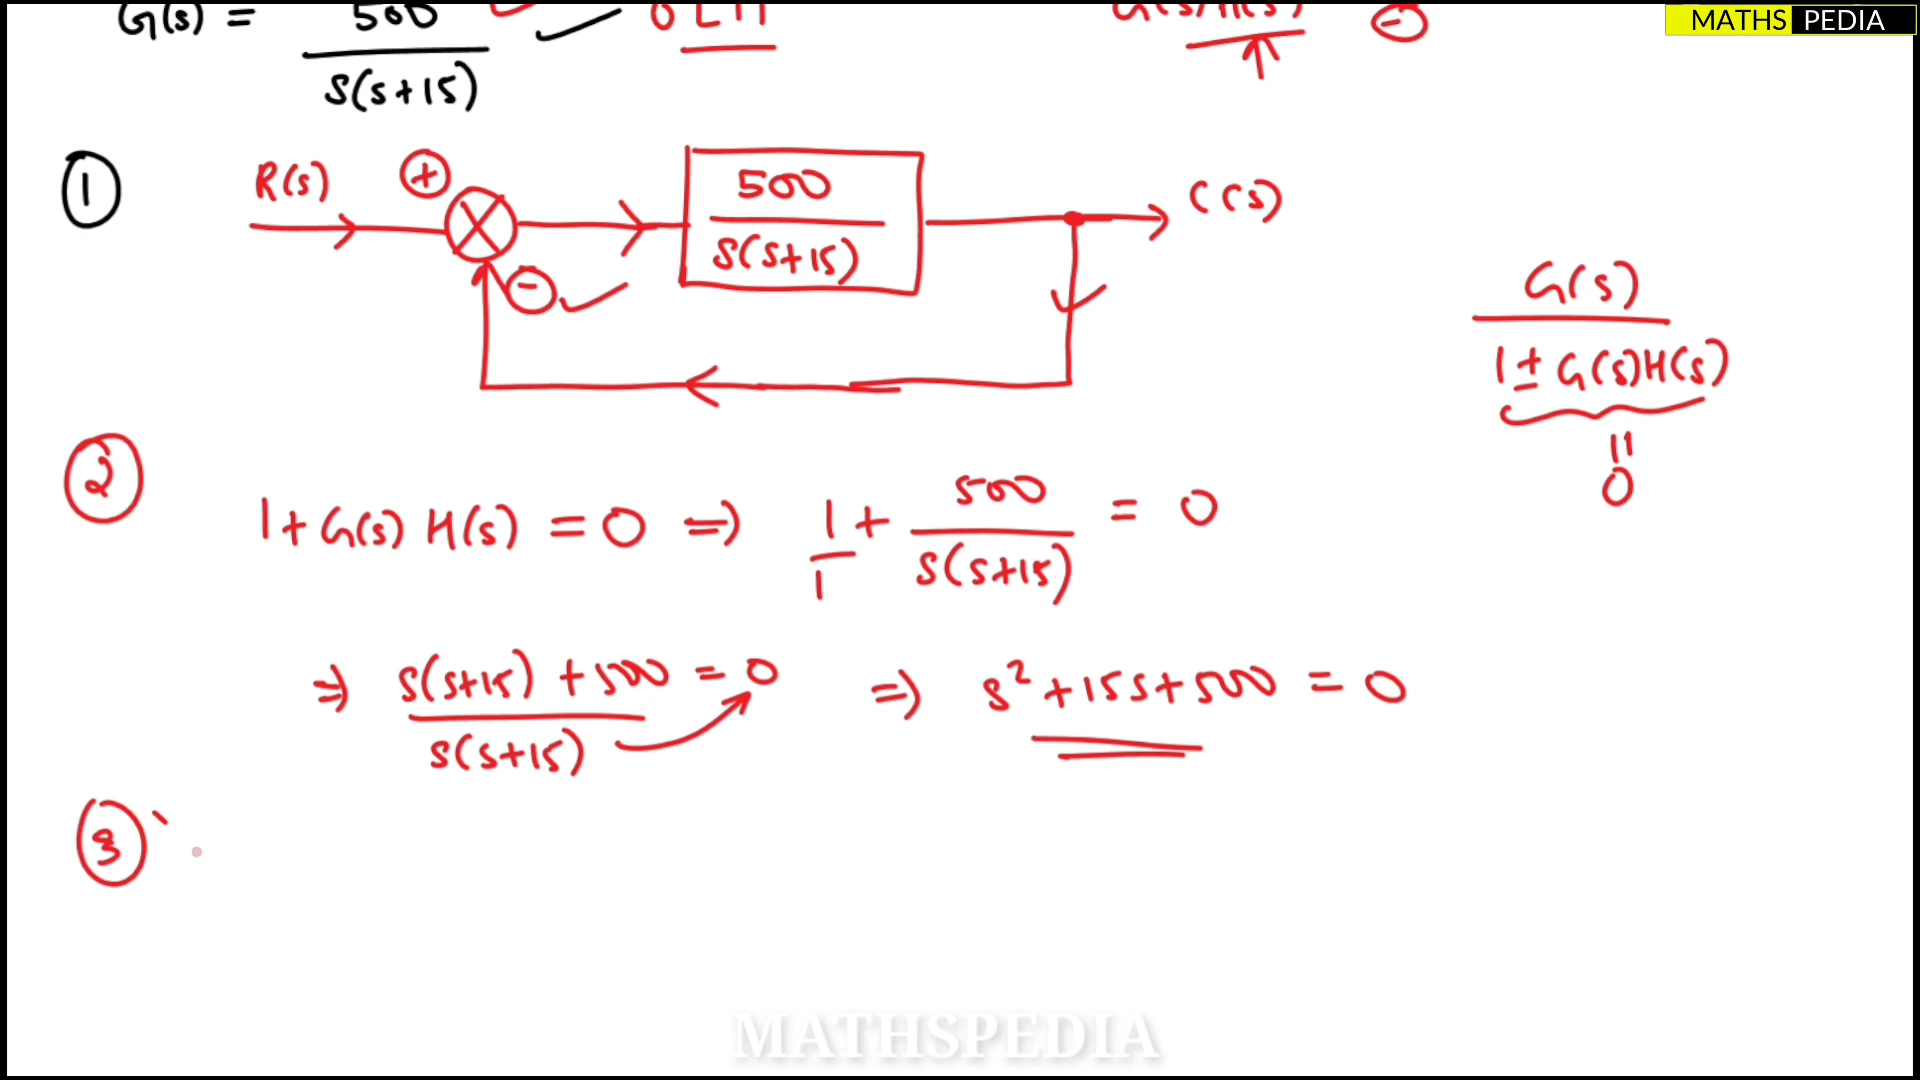 MATHS PEDIA
G(s) = 500 / s(s+15)
G(s)H(s) ⊖
① R(s) ⊕ ⊖ 500 / s(s+15) C(s)
G(s) / 1 ± G(s)H(s)
= 0
② 1 + G(s) H(s) = 0 ⇒ 1/1 + 500 / s(s+15) = 0
⇒ s(s+15) + 500 / s(s+15) = 0 ⇒ s² + 15s + 500 = 0
③
MATHSPEDIA